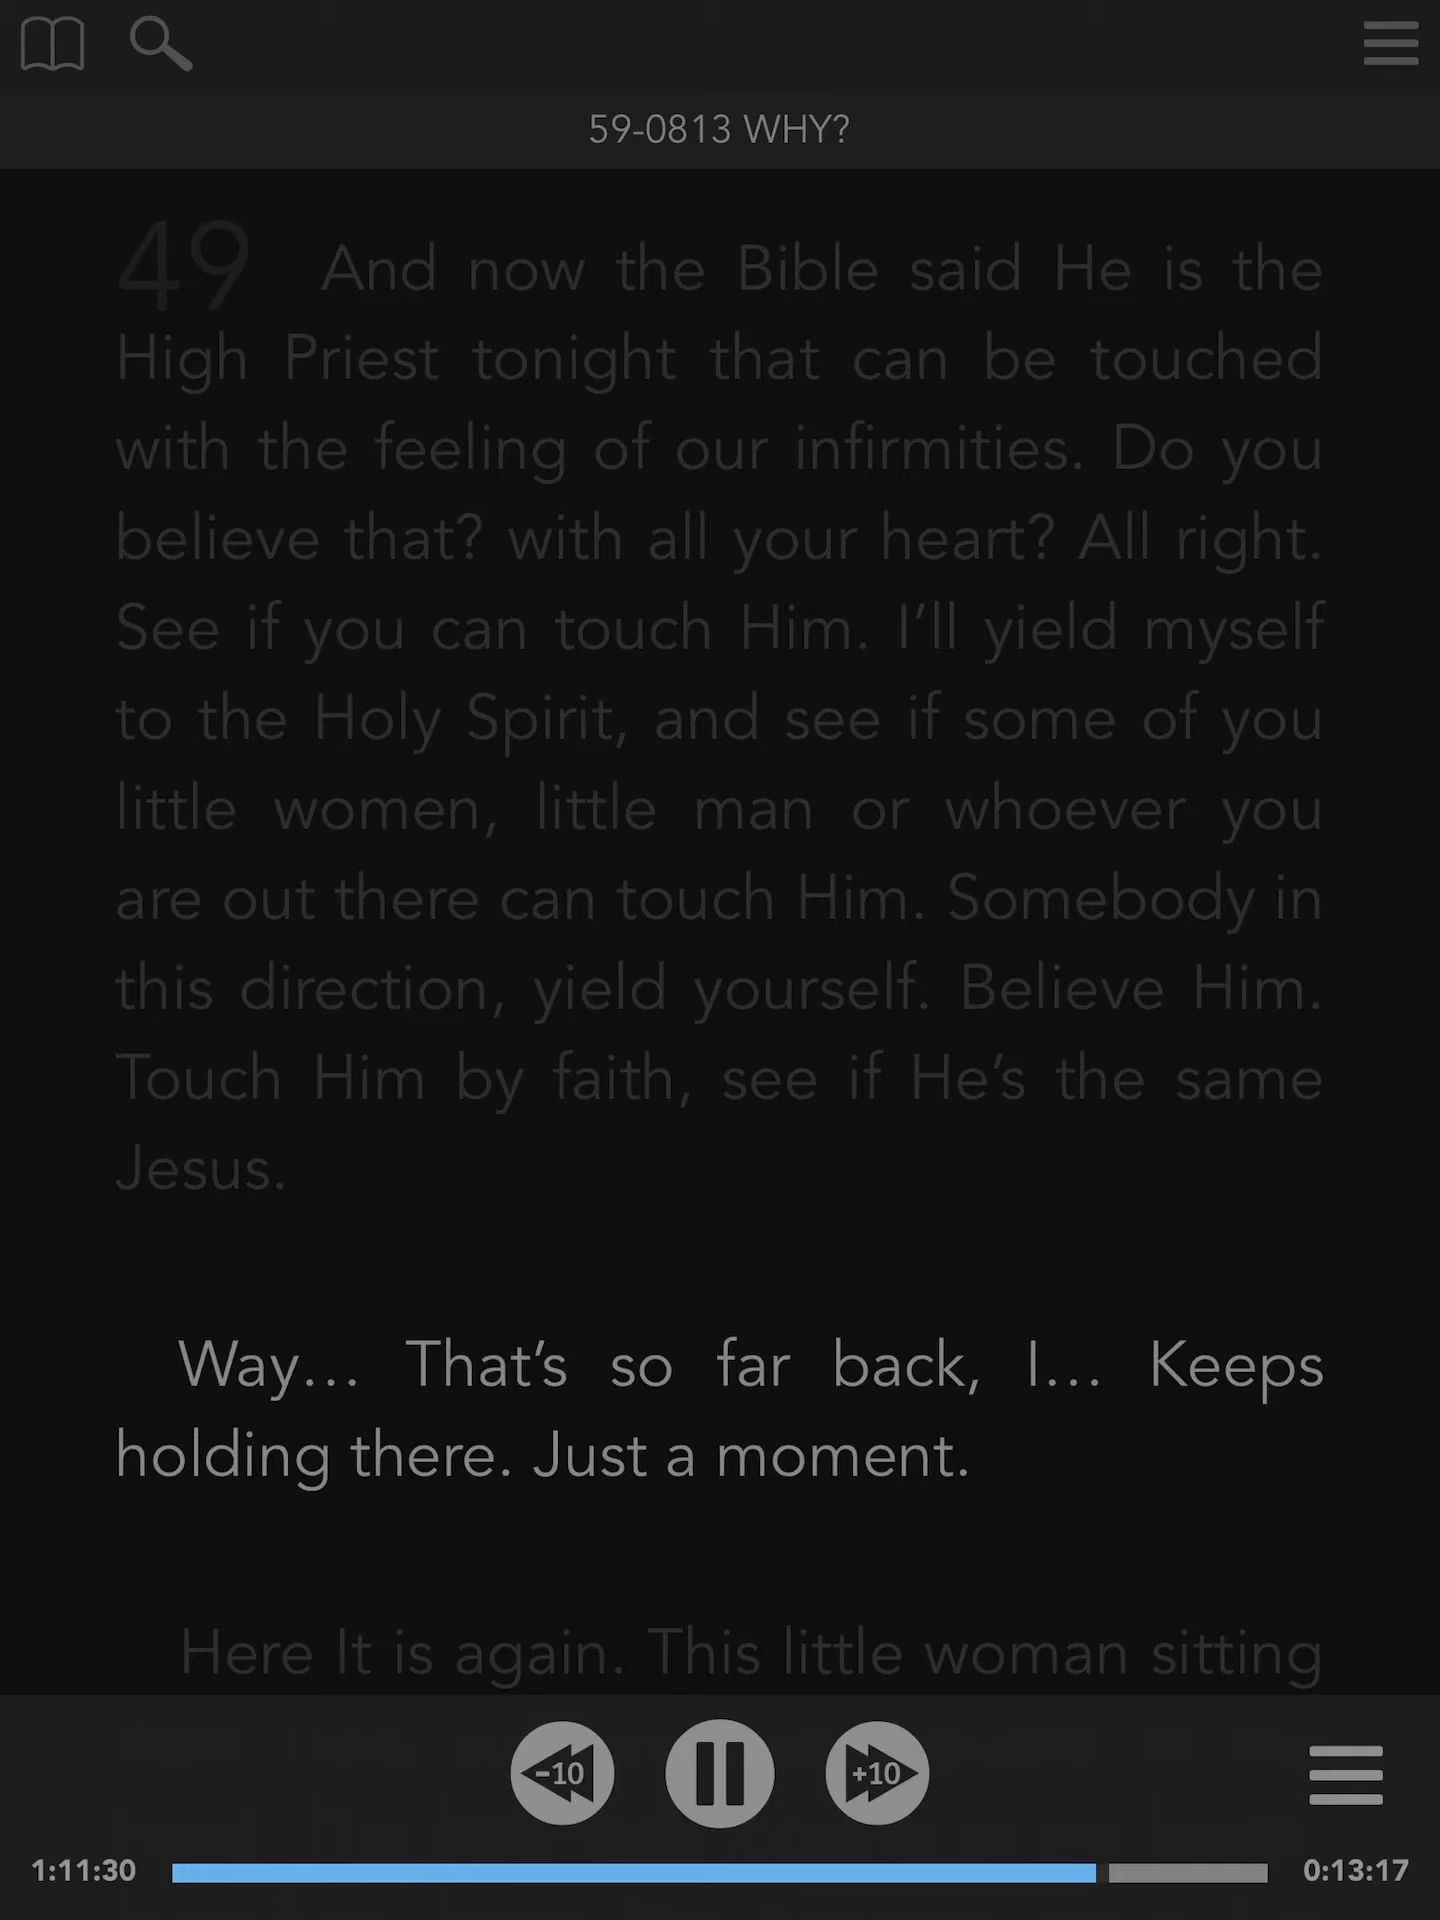 59-0813 WHY?
49 And now the Bible said He is the
High Priest tonight that can be touched
with the feeling of our infirmities. Do you
believe that? with all your heart? All right.
See if you can touch Him. I’ll yield myself
to the Holy Spirit, and see if some of you
little women, little man or whoever you
are out there can touch Him. Somebody in
this direction, yield yourself. Believe Him.
Touch Him by faith, see if He’s the same
Jesus.
Way… That’s so far back, I… Keeps
holding there. Just a moment.
Here It is again. This little woman sitting
-10 +10
1:11:30 0:13:17